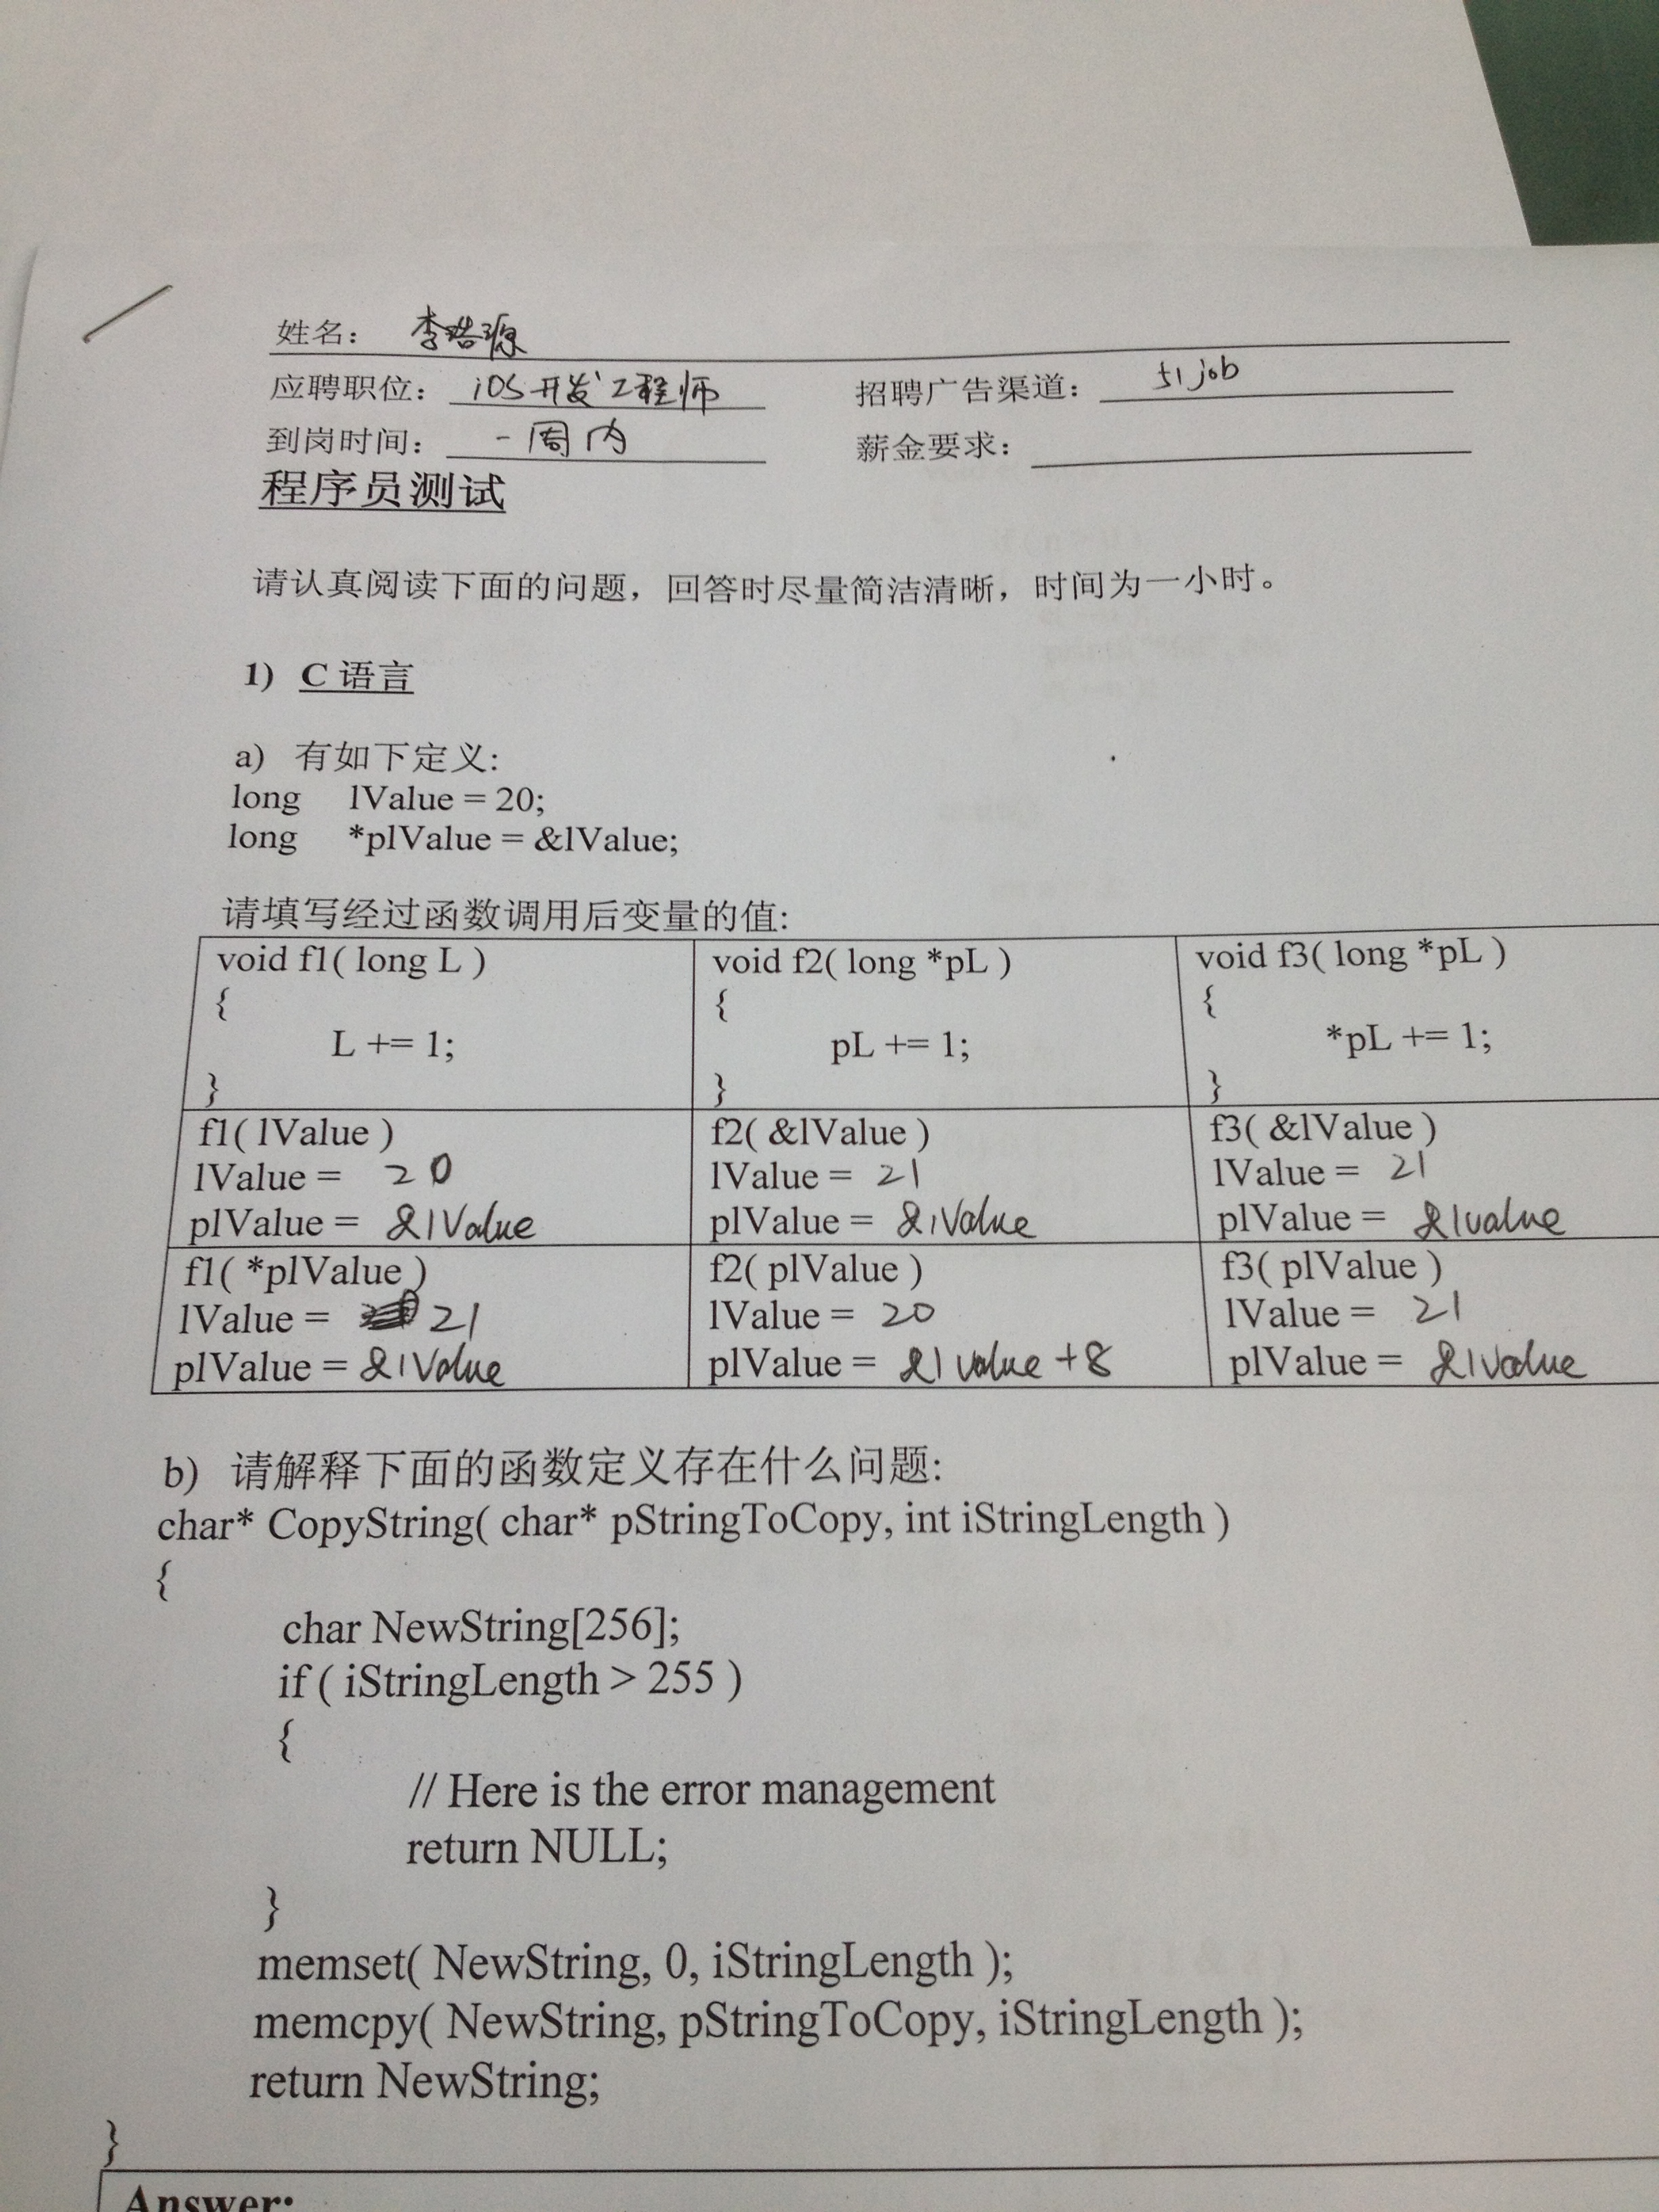 姓名： 李浩源
应聘职位： iOS开发工程师 招聘广告渠道： 51job
到岗时间： 一周内 薪金要求：
程序员测试
请认真阅读下面的问题，回答时尽量简洁清晰，时间为一小时。
1) C 语言
a) 有如下定义:
long lValue = 20;
long *plValue = &lValue;
请填写经过函数调用后变量的值:
void f1( long L ) void f2( long *pL ) void f3( long *pL )
{ { {
L += 1; pL += 1; *pL += 1;
} } }
f1( lValue ) f2( &lValue ) f3( &lValue )
lValue = 20 lValue = 21 lValue = 21
plValue = &lValue plValue = &lValue plValue = &lvalue
f1( *plValue ) f2( plValue ) f3( plValue )
lValue = 21 lValue = 20 lValue = 21
plValue = &lValue plValue = &lvalue +8 plValue = &lvalue
b) 请解释下面的函数定义存在什么问题:
char* CopyString( char* pStringToCopy, int iStringLength )
{
char NewString[256];
if ( iStringLength > 255 )
{
// Here is the error management
return NULL;
}
memset( NewString, 0, iStringLength );
memcpy( NewString, pStringToCopy, iStringLength );
return NewString;
}
Answer: